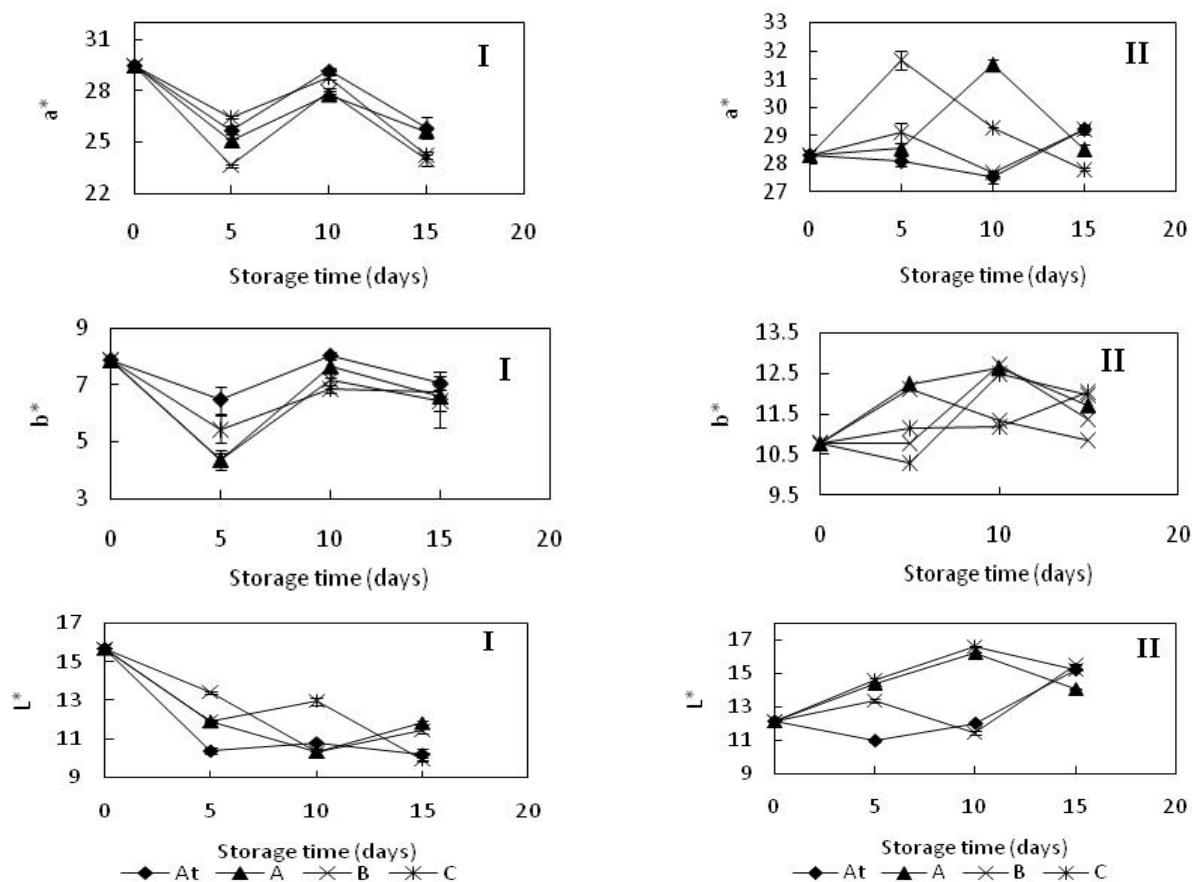 31
28
25
22
a*
I
0 5 10 15 20
Storage time (days)
33
32
31
30
29
28
27
a*
II
0 5 10 15 20
Storage time (days)
9
7
5
3
b*
I
0 5 10 15 20
Storage time (days)
13.5
12.5
11.5
10.5
9.5
b*
II
0 10 20
Storage time (days)
17
15
13
11
9
L*
I
0 5 10 15 20
Storage time (days)
At A B C
17
15
13
11
9
L*
II
0 5 10 15 20
Storage time (days)
At A B C